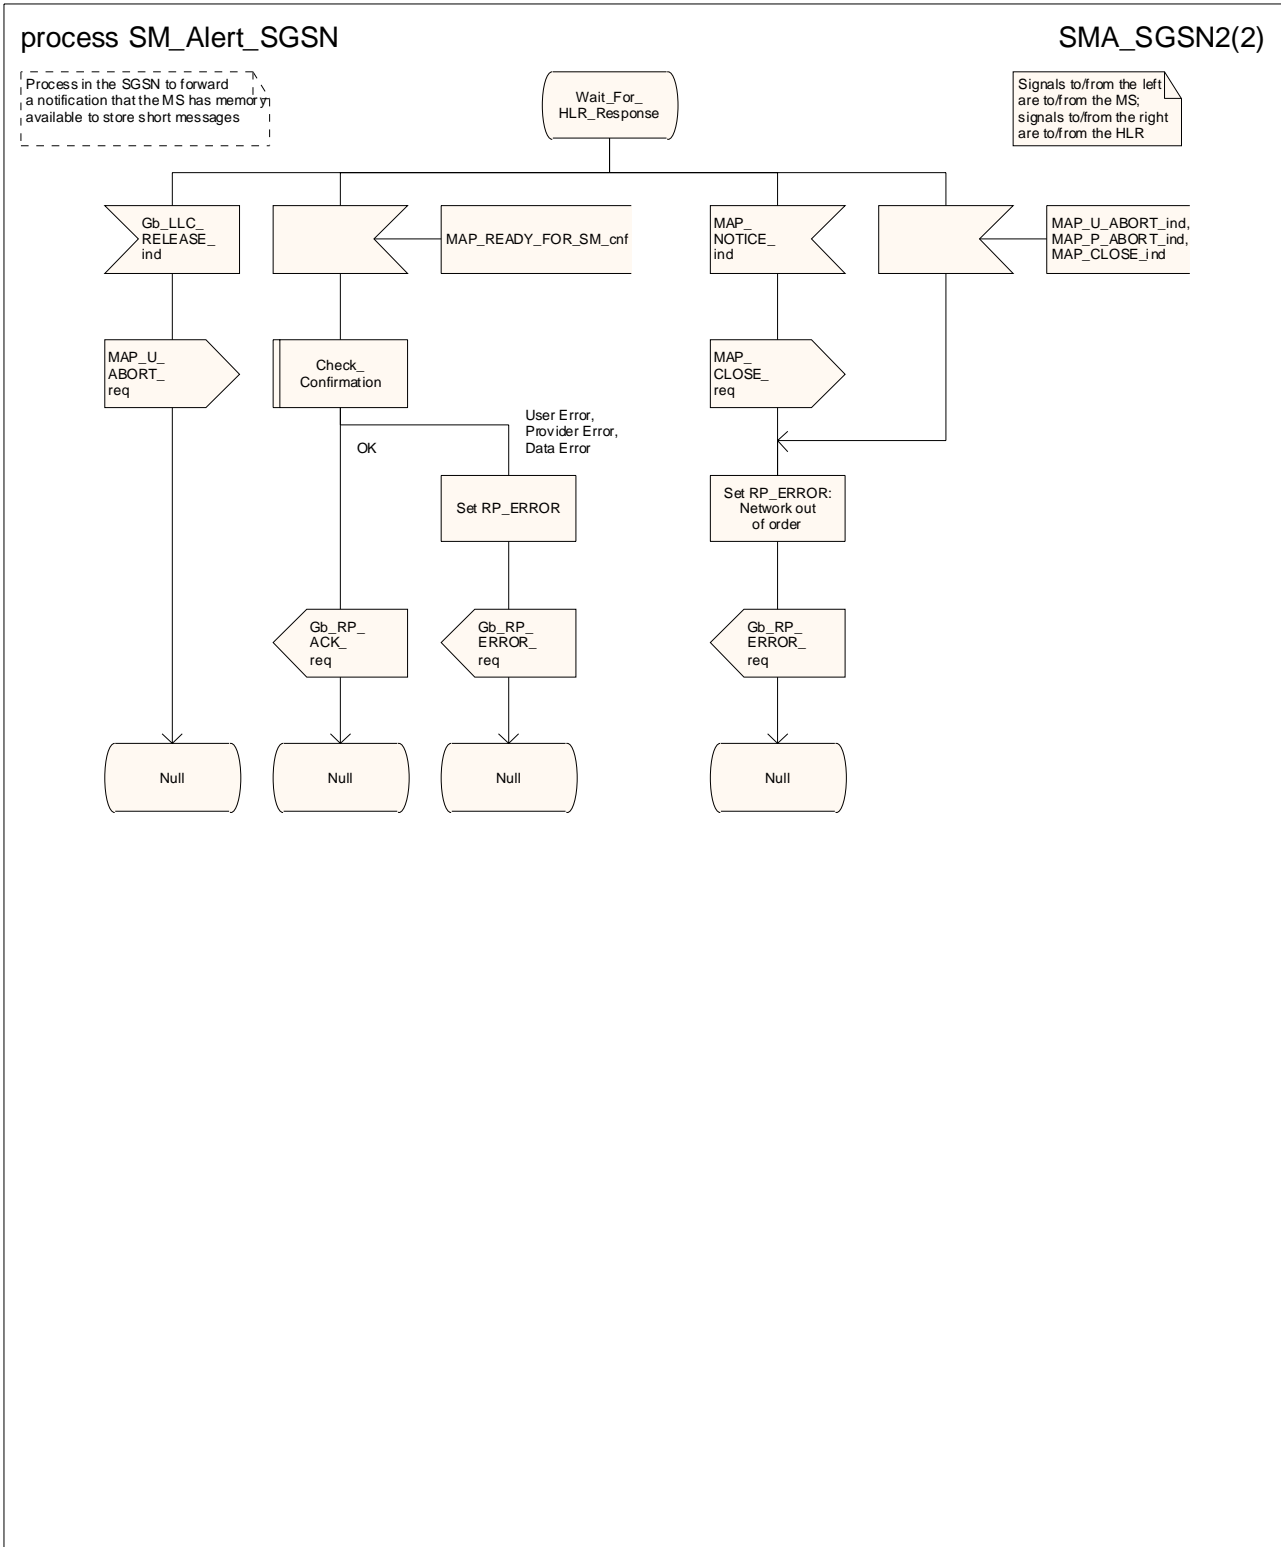 process SM_Alert_SGSN
SMA_SGSN2(2)
Process in the SGSN to forward
a notification that the MS has memory
available to store short messages
Wait_For_
HLR_Response
Signals to/from the left
are to/from the MS;
signals to/from the right
are to/from the HLR
Gb_LLC_
RELEASE_
ind
MAP_READY_FOR_SM_cnf
MAP_
NOTICE_
ind
MAP_U_ABORT_ind,
MAP_P_ABORT_ind,
MAP_CLOSE_ind
MAP_U_
ABORT_
req
Check_
Confirmation
MAP_
CLOSE_
req
OK
User Error,
Provider Error,
Data Error
Set RP_ERROR
Set RP_ERROR:
Network out
of order
Gb_RP_
ACK_
req
Gb_RP_
ERROR_
req
Gb_RP_
ERROR_
req
Null
Null
Null
Null